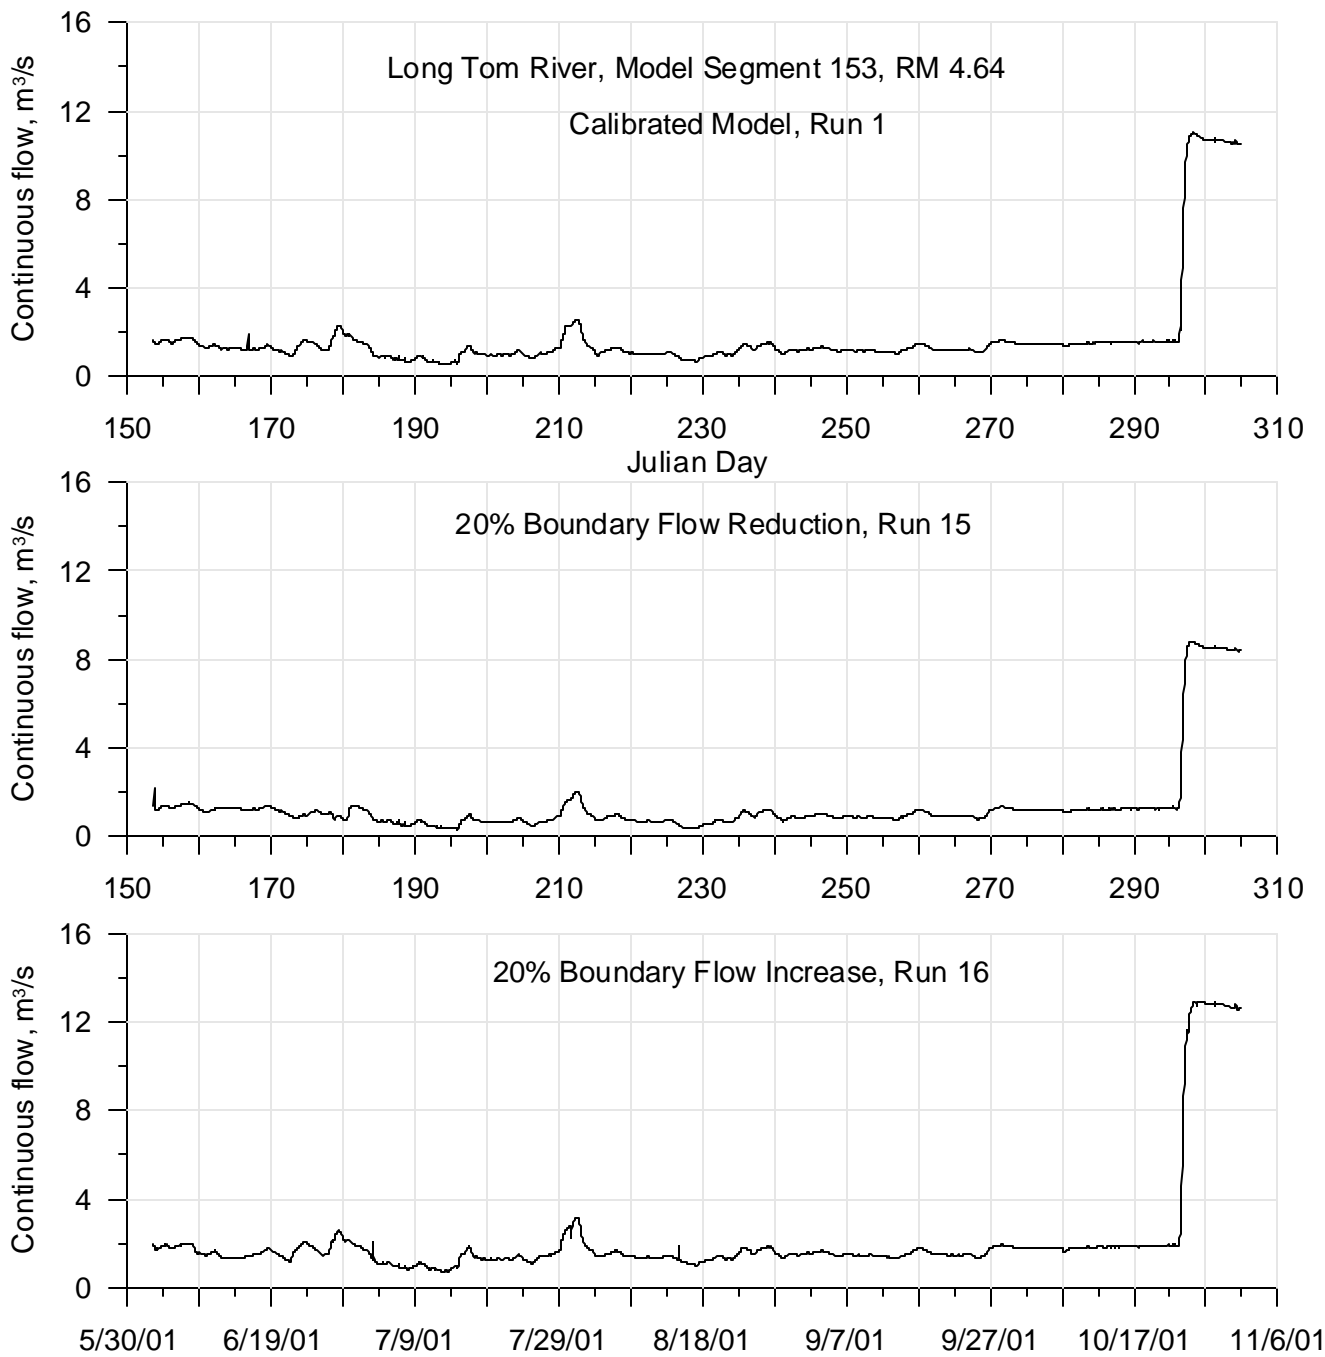 16
12
8
4
0
Continuous flow, m³/s
Long Tom River, Model Segment 153, RM 4.64
Calibrated Model, Run 1
150 170 190 210 230 250 270 290 310
Julian Day
16
12
8
4
0
Continuous flow, m³/s
20% Boundary Flow Reduction, Run 15
150 170 190 210 230 250 270 290 310
16
12
8
4
0
Continuous flow, m³/s
20% Boundary Flow Increase, Run 16
5/30/01 6/19/01 7/9/01 7/29/01 8/18/01 9/7/01 9/27/01 10/17/01 11/6/01